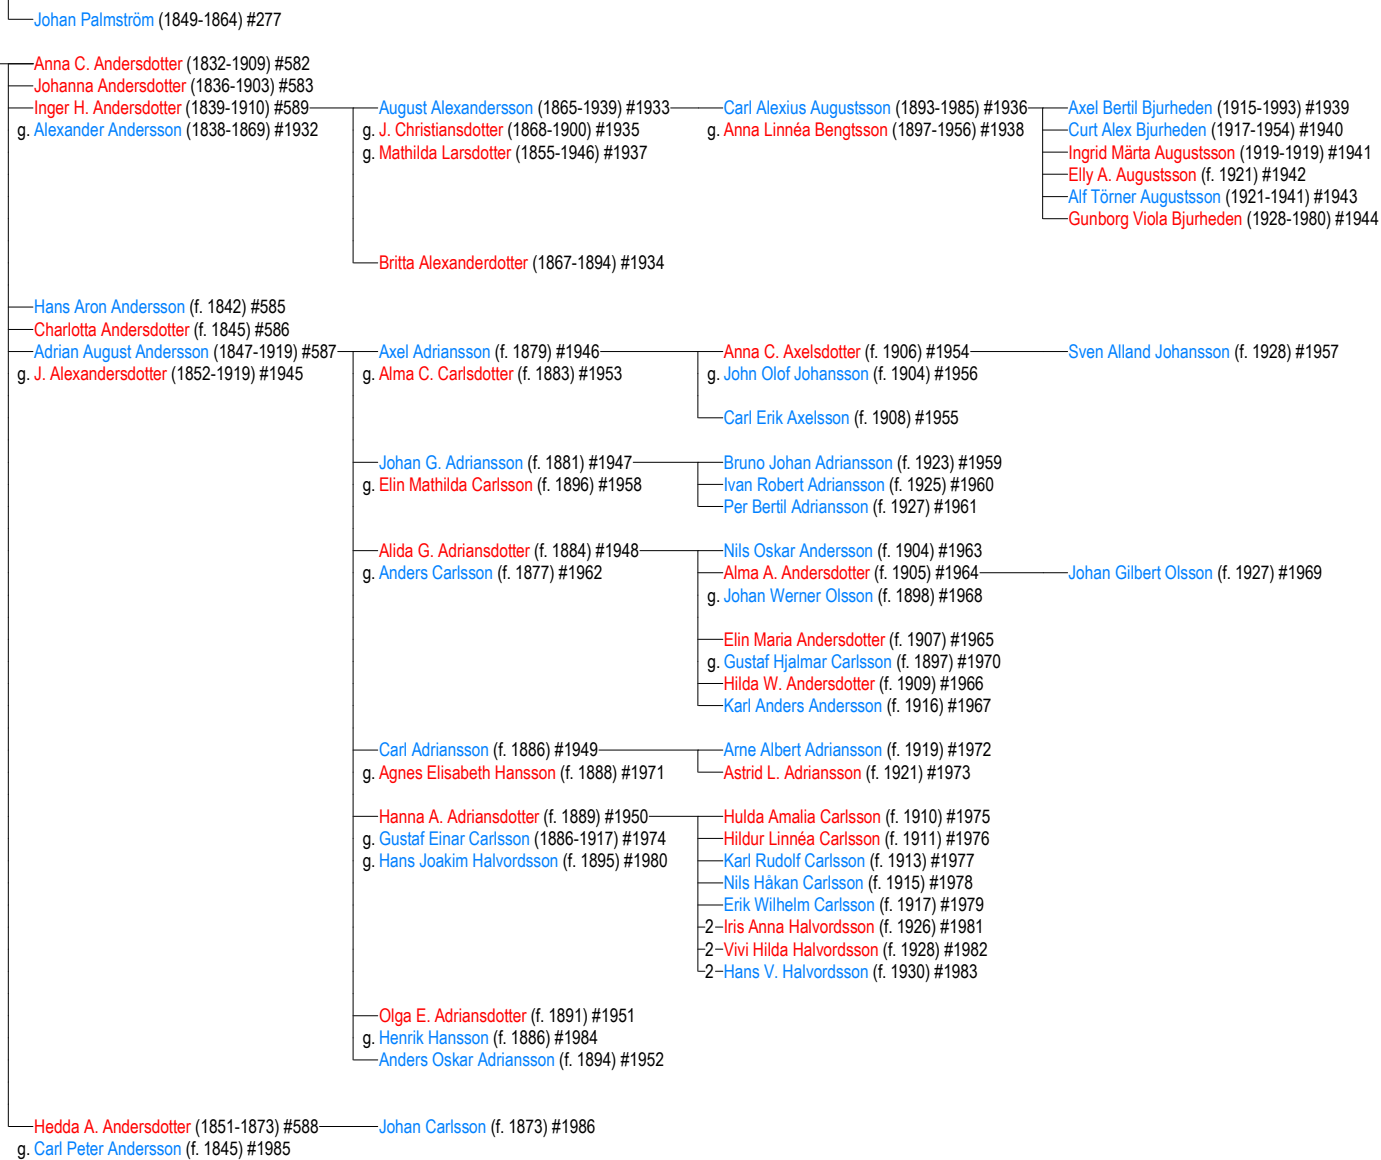 Johan Palmström (1849-1864) #277
Anna C. Andersdotter (1832-1909) #582
Johanna Andersdotter (1836-1903) #583
Inger H. Andersdotter (1839-1910) #589 August Alexandersson (1865-1939) #1933 Carl Alexius Augustsson (1893-1985) #1936 Axel Bertil Bjurheden (1915-1993) #1939
g. Alexander Andersson (1838-1869) #1932 g. J. Christiansdotter (1868-1900) #1935 g. Anna Linnéa Bengtsson (1897-1956) #1938 Curt Alex Bjurheden (1917-1954) #1940
g. Mathilda Larsdotter (1855-1946) #1937 Ingrid Märta Augustsson (1919-1919) #1941
Elly A. Augustsson (f. 1921) #1942
Alf Törner Augustsson (1921-1941) #1943
Gunborg Viola Bjurheden (1928-1980) #1944
Britta Alexanderdotter (1867-1894) #1934
Hans Aron Andersson (f. 1842) #585
Charlotta Andersdotter (f. 1845) #586
Adrian August Andersson (1847-1919) #587 Axel Adriansson (f. 1879) #1946 Anna C. Axelsdotter (f. 1906) #1954 Sven Alland Johansson (f. 1928) #1957
g. J. Alexandersdotter (1852-1919) #1945 g. Alma C. Carlsdotter (f. 1883) #1953 g. John Olof Johansson (f. 1904) #1956
Carl Erik Axelsson (f. 1908) #1955
Johan G. Adriansson (f. 1881) #1947 Bruno Johan Adriansson (f. 1923) #1959
g. Elin Mathilda Carlsson (f. 1896) #1958 Ivan Robert Adriansson (f. 1925) #1960
Per Bertil Adriansson (f. 1927) #1961
Alida G. Adriansdotter (f. 1884) #1948 Nils Oskar Andersson (f. 1904) #1963
g. Anders Carlsson (f. 1877) #1962 Alma A. Andersdotter (f. 1905) #1964 Johan Gilbert Olsson (f. 1927) #1969
g. Johan Werner Olsson (f. 1898) #1968
Elin Maria Andersdotter (f. 1907) #1965
g. Gustaf Hjalmar Carlsson (f. 1897) #1970
Hilda W. Andersdotter (f. 1909) #1966
Karl Anders Andersson (f. 1916) #1967
Carl Adriansson (f. 1886) #1949 Arne Albert Adriansson (f. 1919) #1972
g. Agnes Elisabeth Hansson (f. 1888) #1971 Astrid L. Adriansson (f. 1921) #1973
Hanna A. Adriansdotter (f. 1889) #1950 Hulda Amalia Carlsson (f. 1910) #1975
g. Gustaf Einar Carlsson (1886-1917) #1974 Hildur Linnéa Carlsson (f. 1911) #1976
g. Hans Joakim Halvordsson (f. 1895) #1980 Karl Rudolf Carlsson (f. 1913) #1977
Nils Håkan Carlsson (f. 1915) #1978
Erik Wilhelm Carlsson (f. 1917) #1979
2 Iris Anna Halvordsson (f. 1926) #1981
2 Vivi Hilda Halvordsson (f. 1928) #1982
2 Hans V. Halvordsson (f. 1930) #1983
Olga E. Adriansdotter (f. 1891) #1951
g. Henrik Hansson (f. 1886) #1984
Anders Oskar Adriansson (f. 1894) #1952
Hedda A. Andersdotter (1851-1873) #588 Johan Carlsson (f. 1873) #1986
g. Carl Peter Andersson (f. 1845) #1985